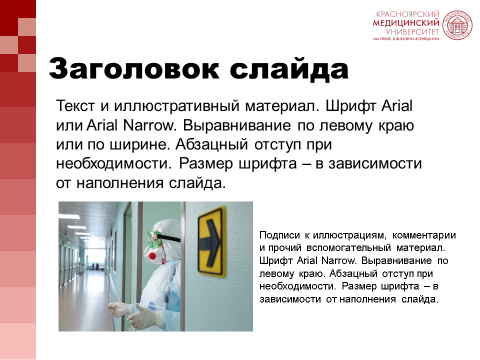 КРАСНОЯРСКИЙ
МЕДИЦИНСКИЙ
УНИВЕРСИТЕТ
Заголовок слайда
Текст и иллюстративный материал. Шрифт Arial
или Arial Narrow. Выравнивание по левому краю
или по ширине. Абзацный отступ при
необходимости. Размер шрифта – в зависимости
от наполнения слайда.
Подписи к иллюстрациям, комментарии
и прочий вспомогательный материал.
Шрифт Arial Narrow. Выравнивание по
левому краю. Абзацный отступ при
необходимости. Размер шрифта – в
зависимости от наполнения слайда.